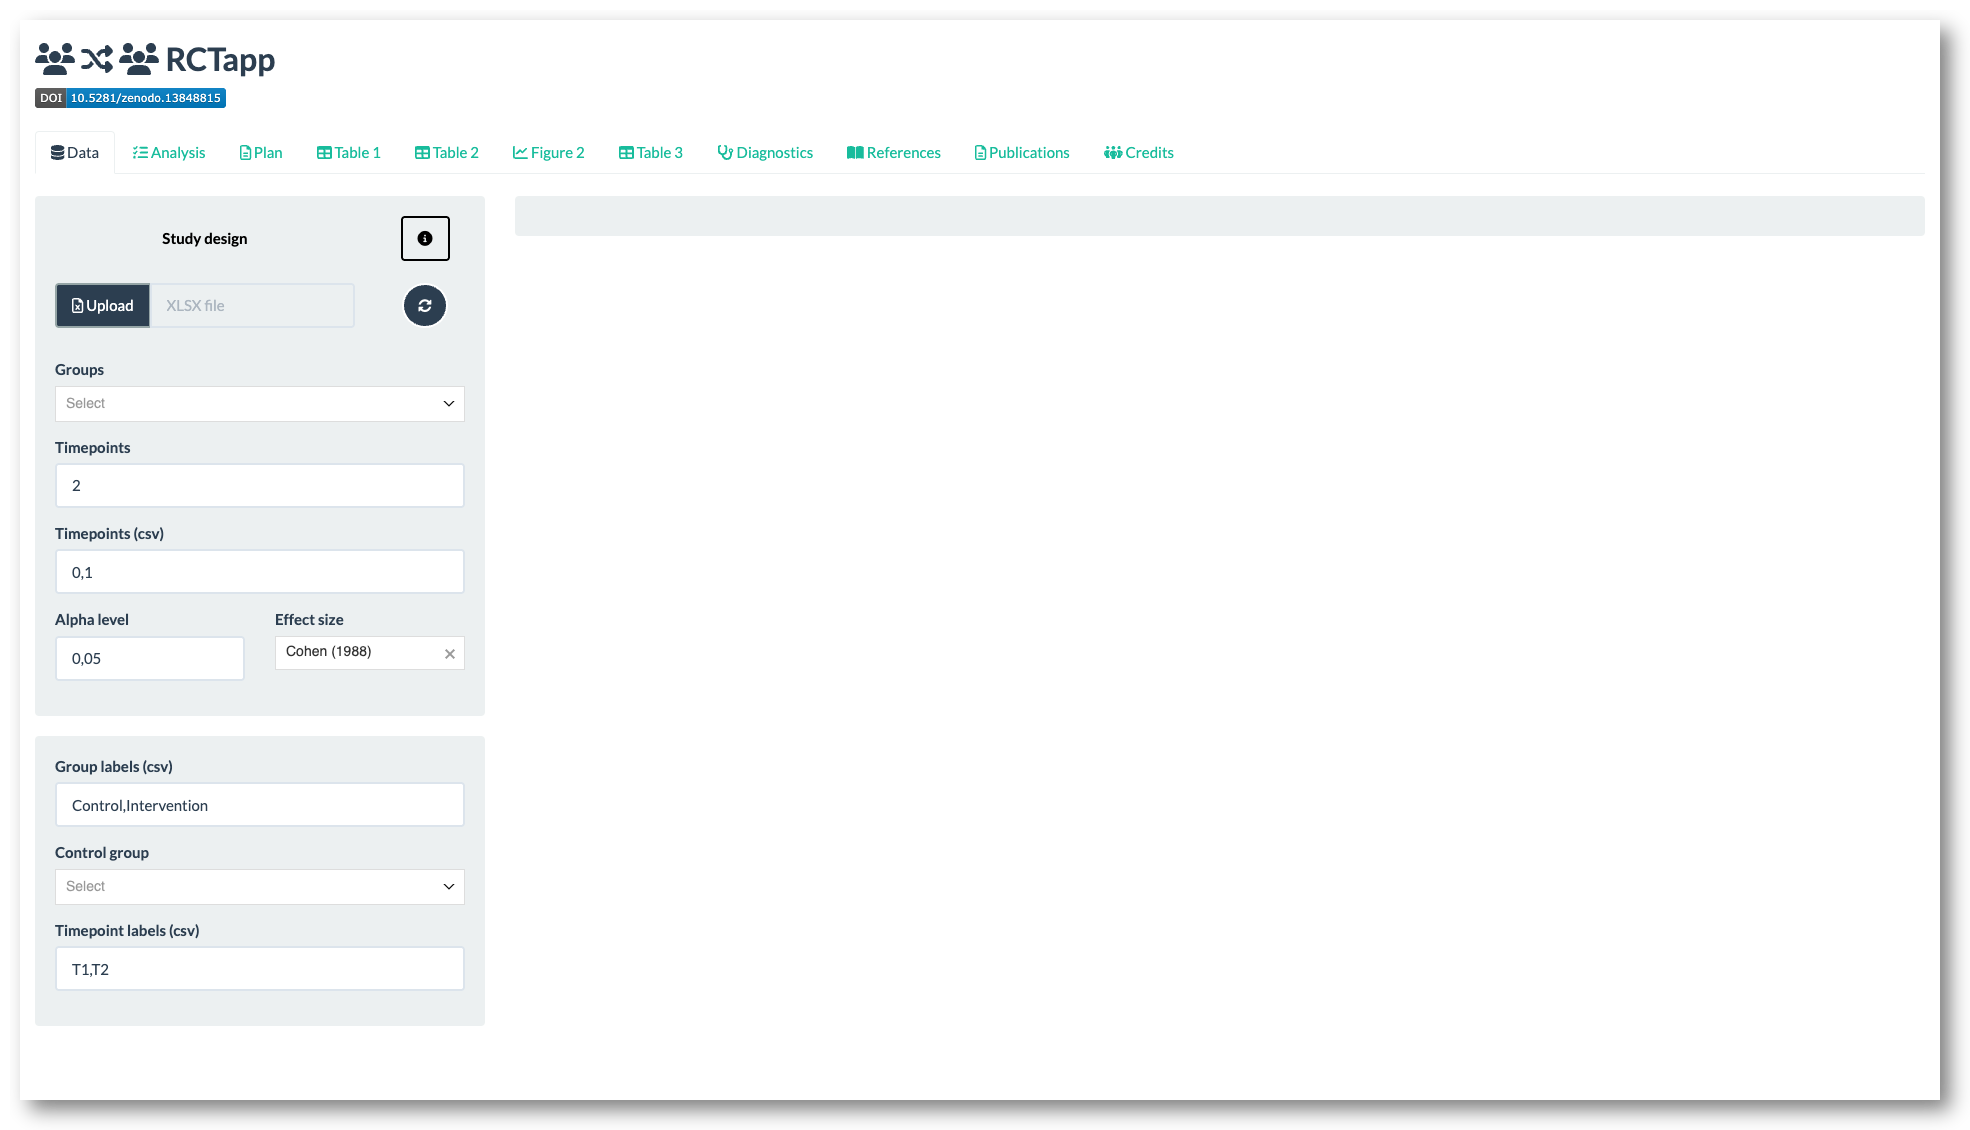 RCTapp
DOI 10.5281/zenodo.13848815
Data Analysis Plan Table 1 Table 2 Figure 2 Table 3 Diagnostics References Publications Credits
Study design
Upload XLSX file
Groups
Select
Timepoints
2
Timepoints (csv)
0,1
Alpha level Effect size
0,05 Cohen (1988)
Group labels (csv)
Control,Intervention
Control group
Select
Timepoint labels (csv)
T1,T2